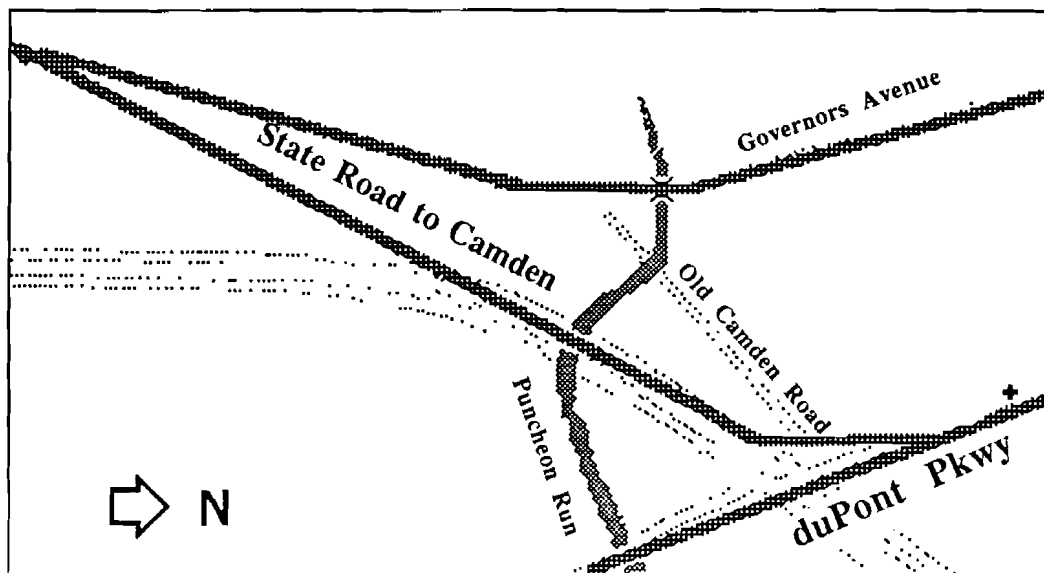 Governors Avenue
State Road to Camden
Old Camden Road
Puncheon Run
duPont Pkwy
N